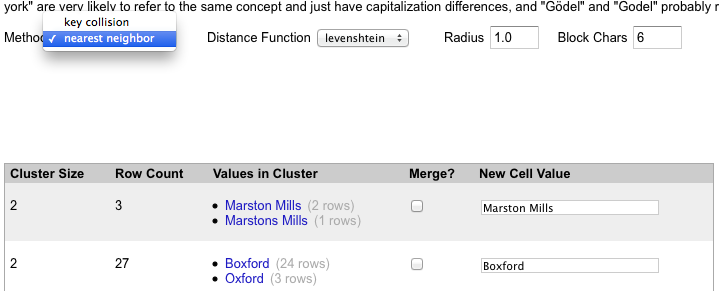 york" are very likely to refer to the same concept and just have capitalization differences, and "Gödel" and "Godel" probably r
key collision
Method ✓ nearest neighbor Distance Function levenshtein Radius 1.0 Block Chars 6
Cluster Size Row Count Values in Cluster Merge? New Cell Value
2 3 • Marston Mills (2 rows) Marston Mills
• Marstons Mills (1 rows)
2 27 • Boxford (24 rows) Boxford
• Oxford (3 rows)